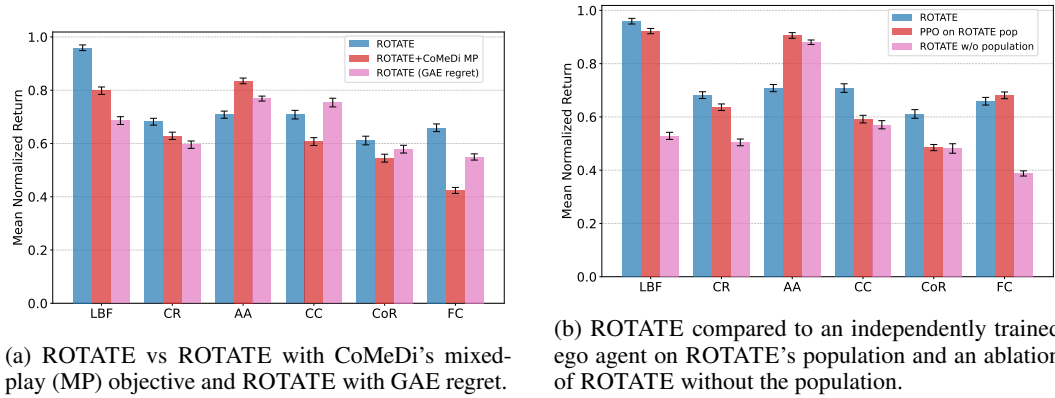 Mean Normalized Return
1.0
0.8
0.6
0.4
0.2
0.0
ROTATE
ROTATE+CoMeDi MP
ROTATE (GAE regret)
LBF CR AA CC CoR FC
(a) ROTATE vs ROTATE with CoMeDi's mixed-
play (MP) objective and ROTATE with GAE regret.
Mean Normalized Return
1.0
0.8
0.6
0.4
0.2
0.0
ROTATE
PPO on ROTATE pop
ROTATE w/o population
LBF CR AA CC CoR FC
(b) ROTATE compared to an independently trained
ego agent on ROTATE's population and an ablation
of ROTATE without the population.